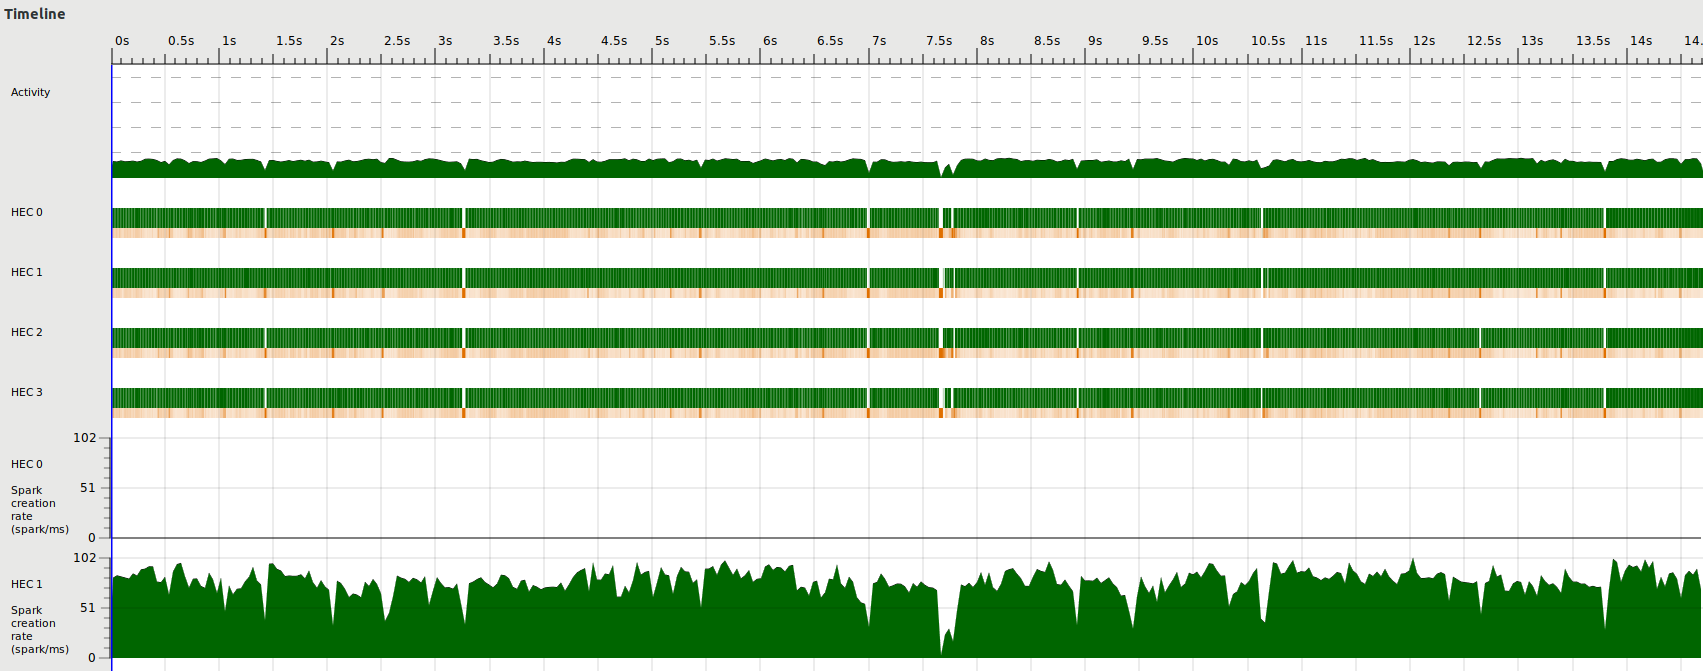 Timeline
0s 0.5s 1s 1.5s 2s 2.5s 3s 3.5s 4s 4.5s 5s 5.5s 6s 6.5s 7s 7.5s 8s 8.5s 9s 9.5s 10s 10.5s 11s 11.5s 12s 12.5s 13s 13.5s 14s 14.
Activity
HEC 0
HEC 1
HEC 2
HEC 3
102
HEC 0
51
Spark
creation
rate
(spark/ms)
0
102
HEC 1
51
Spark
creation
rate
(spark/ms)
0